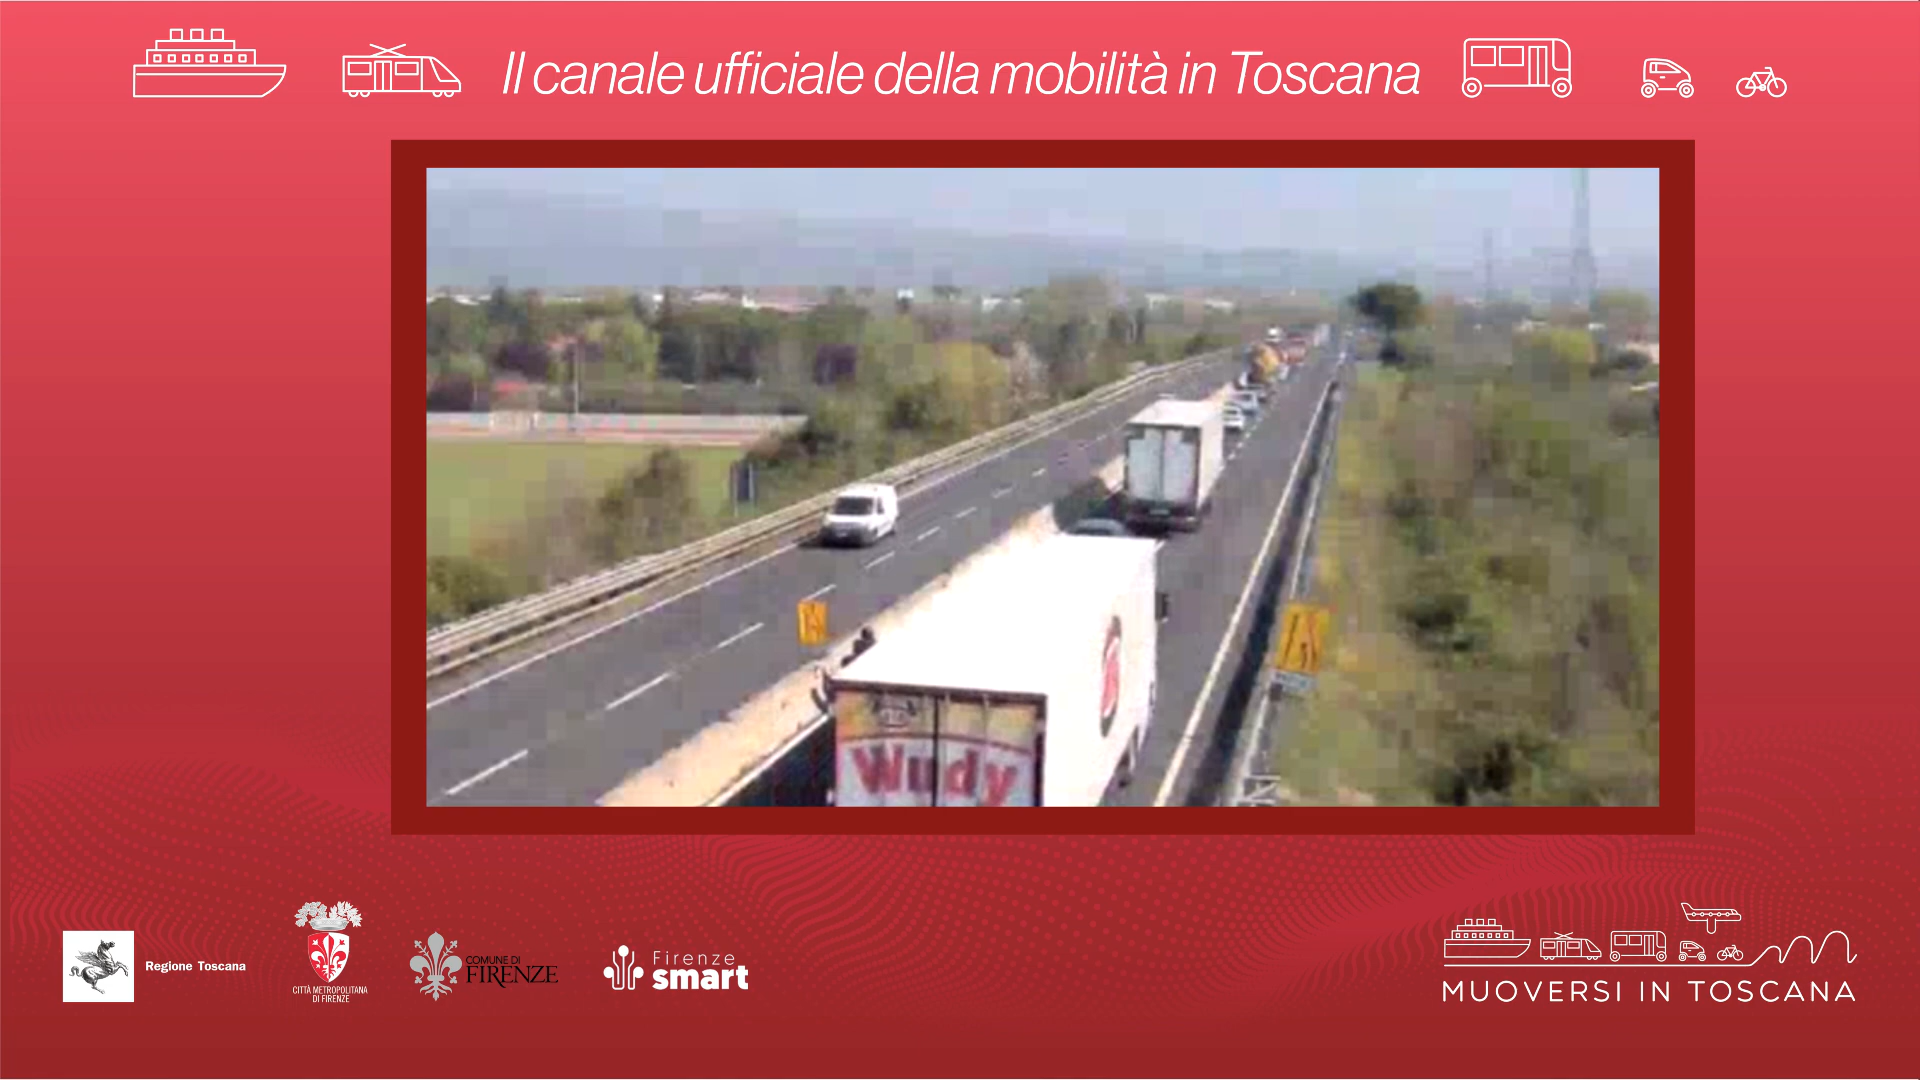 Il canale ufficiale della mobilità in Toscana
Wudy
Regione Toscana
CITTÀ METROPOLITANA
DI FIRENZE
COMUNE DI
FIRENZE
Firenze
smart
MUOVERSI IN TOSCANA